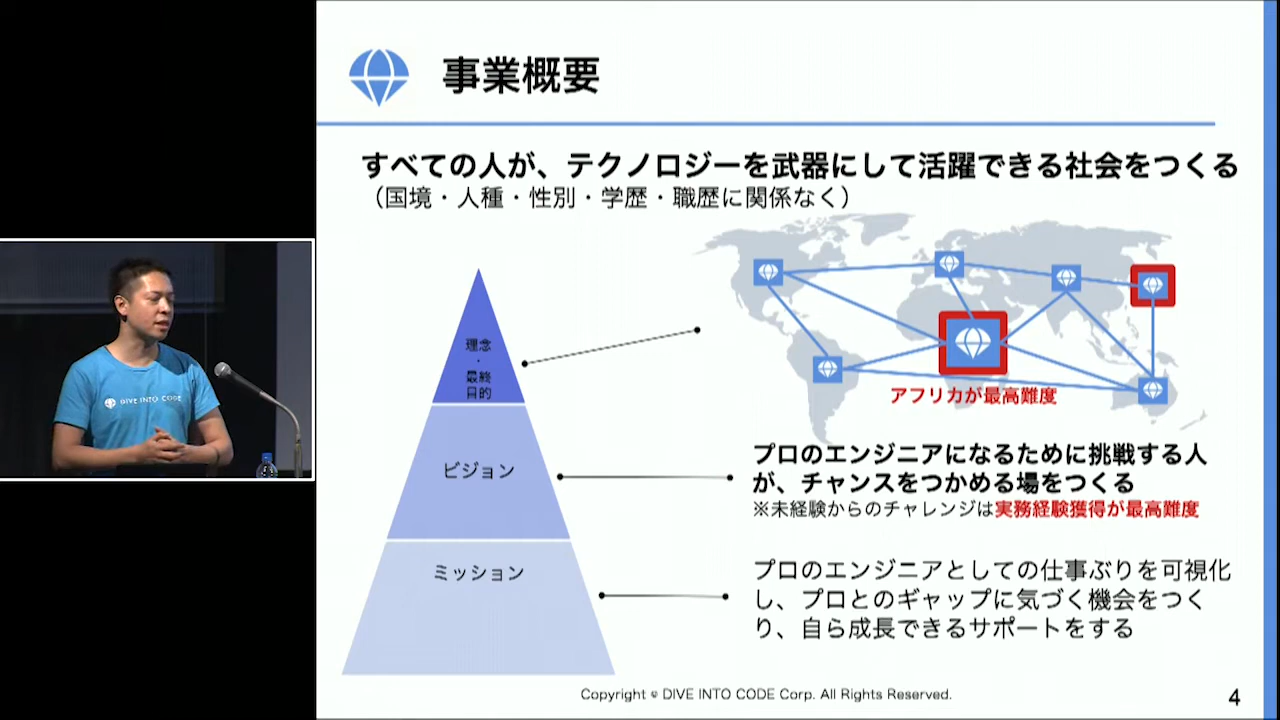 事業概要
すべての人が、テクノロジーを武器にして活躍できる社会をつくる
（国境・人種・性別・学歴・職歴に関係なく）
理念
・
最終
目的
アフリカが最高難度
ビジョン
プロのエンジニアになるために挑戦する人
が、チャンスをつかめる場をつくる
※未経験からのチャレンジは実務経験獲得が最高難度
ミッション
プロのエンジニアとしての仕事ぶりを可視化
し、プロとのギャップに気づく機会をつく
り、自ら成長できるサポートをする
DIVE INTO CODE
Copyright © DIVE INTO CODE Corp. All Rights Reserved.
4